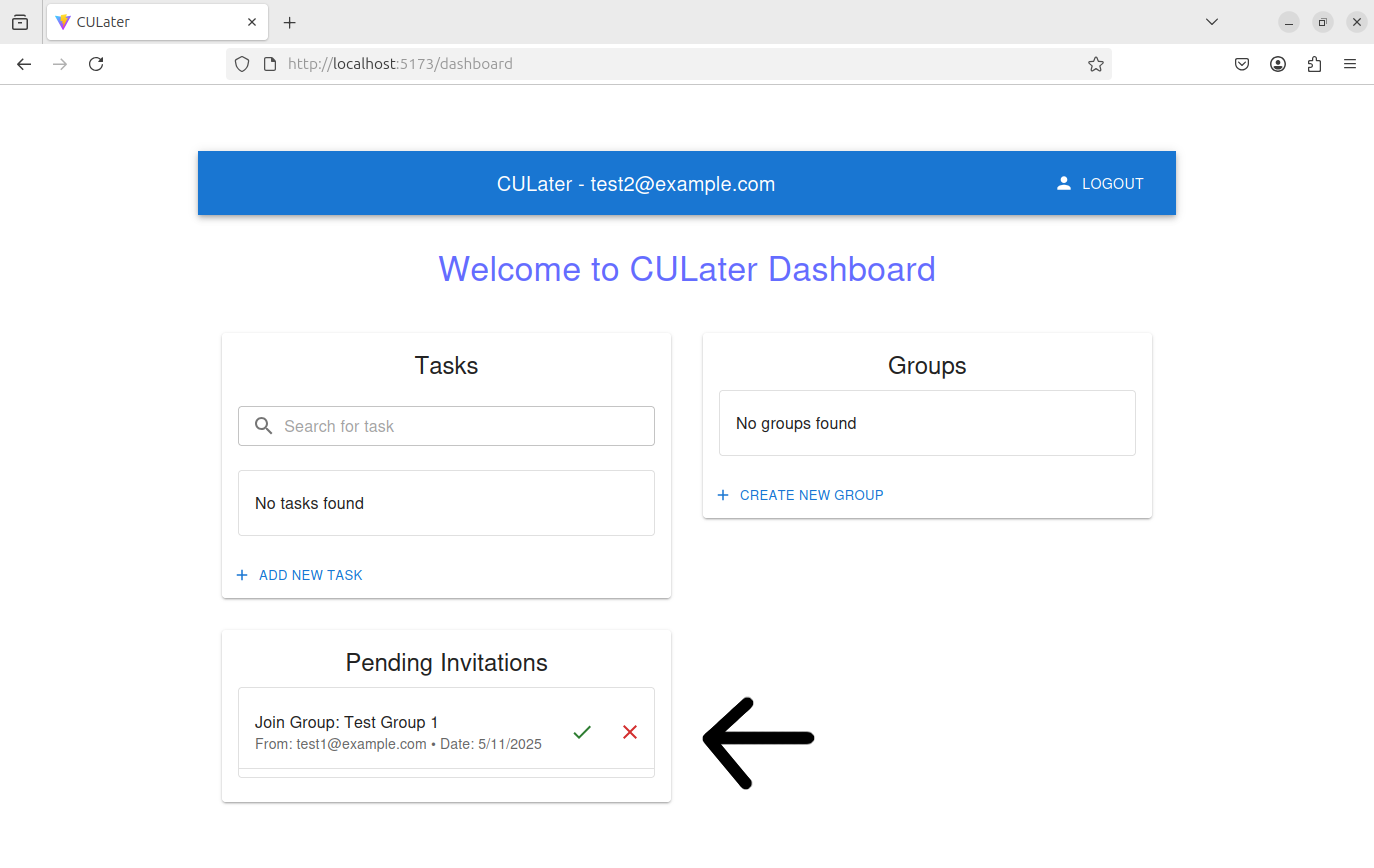 CULater
http://localhost:5173/dashboard
CULater - test2@example.com
LOGOUT
Welcome to CULater Dashboard
Tasks
Search for task
No tasks found
ADD NEW TASK
Groups
No groups found
CREATE NEW GROUP
Pending Invitations
Join Group: Test Group 1
From: test1@example.com • Date: 5/11/2025